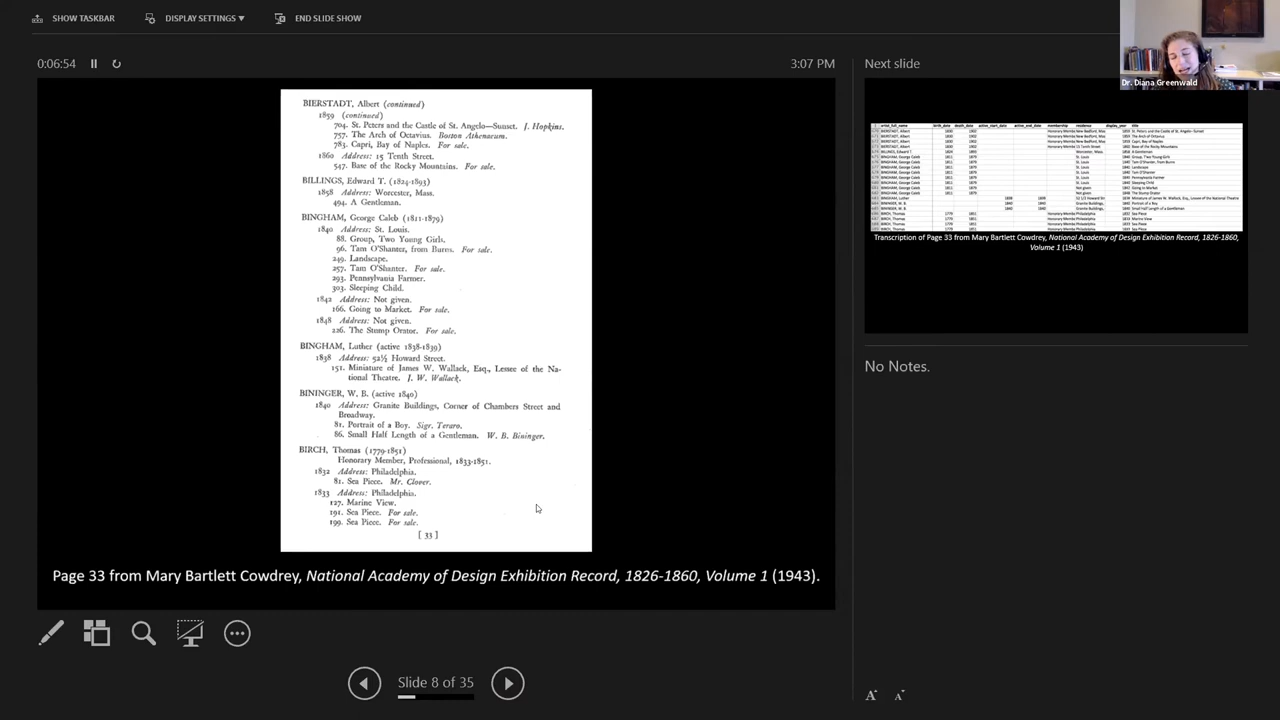 SHOW TASKBAR
DISPLAY SETTINGS
END SLIDE SHOW
0:06:54
3:07 PM
BIERSTADT, Albert (continued)
1859 (continued)
704. St. Peters and the Castle of St. Angelo—Sunset. J. Hopkins.
757. The Arch of Octavius. Boston Athenaeum.
783. Capri, Bay of Naples. For sale.
1860 Address: 15 Tenth Street.
547. Base of the Rocky Mountains. For sale.
BILLINGS, Edward T. (1824-1893)
1858 Address: Worcester, Mass.
494. A Gentleman.
BINGHAM, George Caleb (1811-1879)
1840 Address: St. Louis.
88. Group, Two Young Girls.
96. Tam O'Shanter, from Burns. For sale.
249. Landscape.
257. Tam O'Shanter. For sale.
293. Pennsylvania Farmer.
303. Sleeping Child.
1842 Address: Not given.
166. Going to Market. For sale.
1848 Address: Not given.
226. The Stump Orator. For sale.
BINGHAM, Luther (active 1838-1839)
1838 Address: 52½ Howard Street.
151. Miniature of James W. Wallack, Esq., Lessee of the Na-
tional Theatre. J. W. Wallack.
BININGER, W. B. (active 1840)
1840 Address: Granite Buildings, Corner of Chambers Street and
Broadway.
81. Portrait of a Boy. Sigr. Teraro.
86. Small Half Length of a Gentleman. W. B. Bininger.
BIRCH, Thomas (1779-1851)
Honorary Member, Professional, 1833-1851.
1832 Address: Philadelphia.
81. Sea Piece. Mr. Clover.
1833 Address: Philadelphia.
127. Marine View.
191. Sea Piece. For sale.
199. Sea Piece. For sale.
[ 33 ]
Page 33 from Mary Bartlett Cowdrey, National Academy of Design Exhibition Record, 1826-1860, Volume 1 (1943).
Slide 8 of 35
Next slide
Dr. Diana Greenwald
artist_full_name birth_date death_date active_start_date active_end_date membership residence display_year title
Transcription of Page 33 from Mary Bartlett Cowdrey, National Academy of Design Exhibition Record, 1826-1860,
Volume 1 (1943)
No Notes.
A A